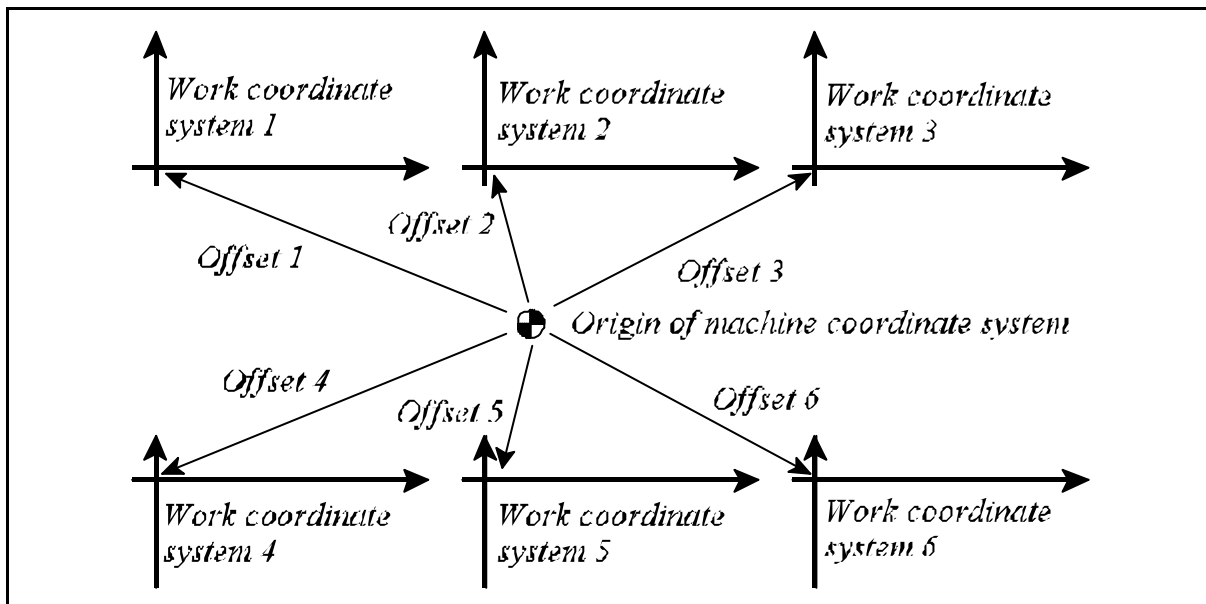 Work coordinate
system 1
Work coordinate
system 2
Work coordinate
system 3
Offset 2
Offset 1
Offset 3
Origin of machine coordinate system
Offset 4
Offset 5
Offset 6
Work coordinate
system 4
Work coordinate
system 5
Work coordinate
system 6